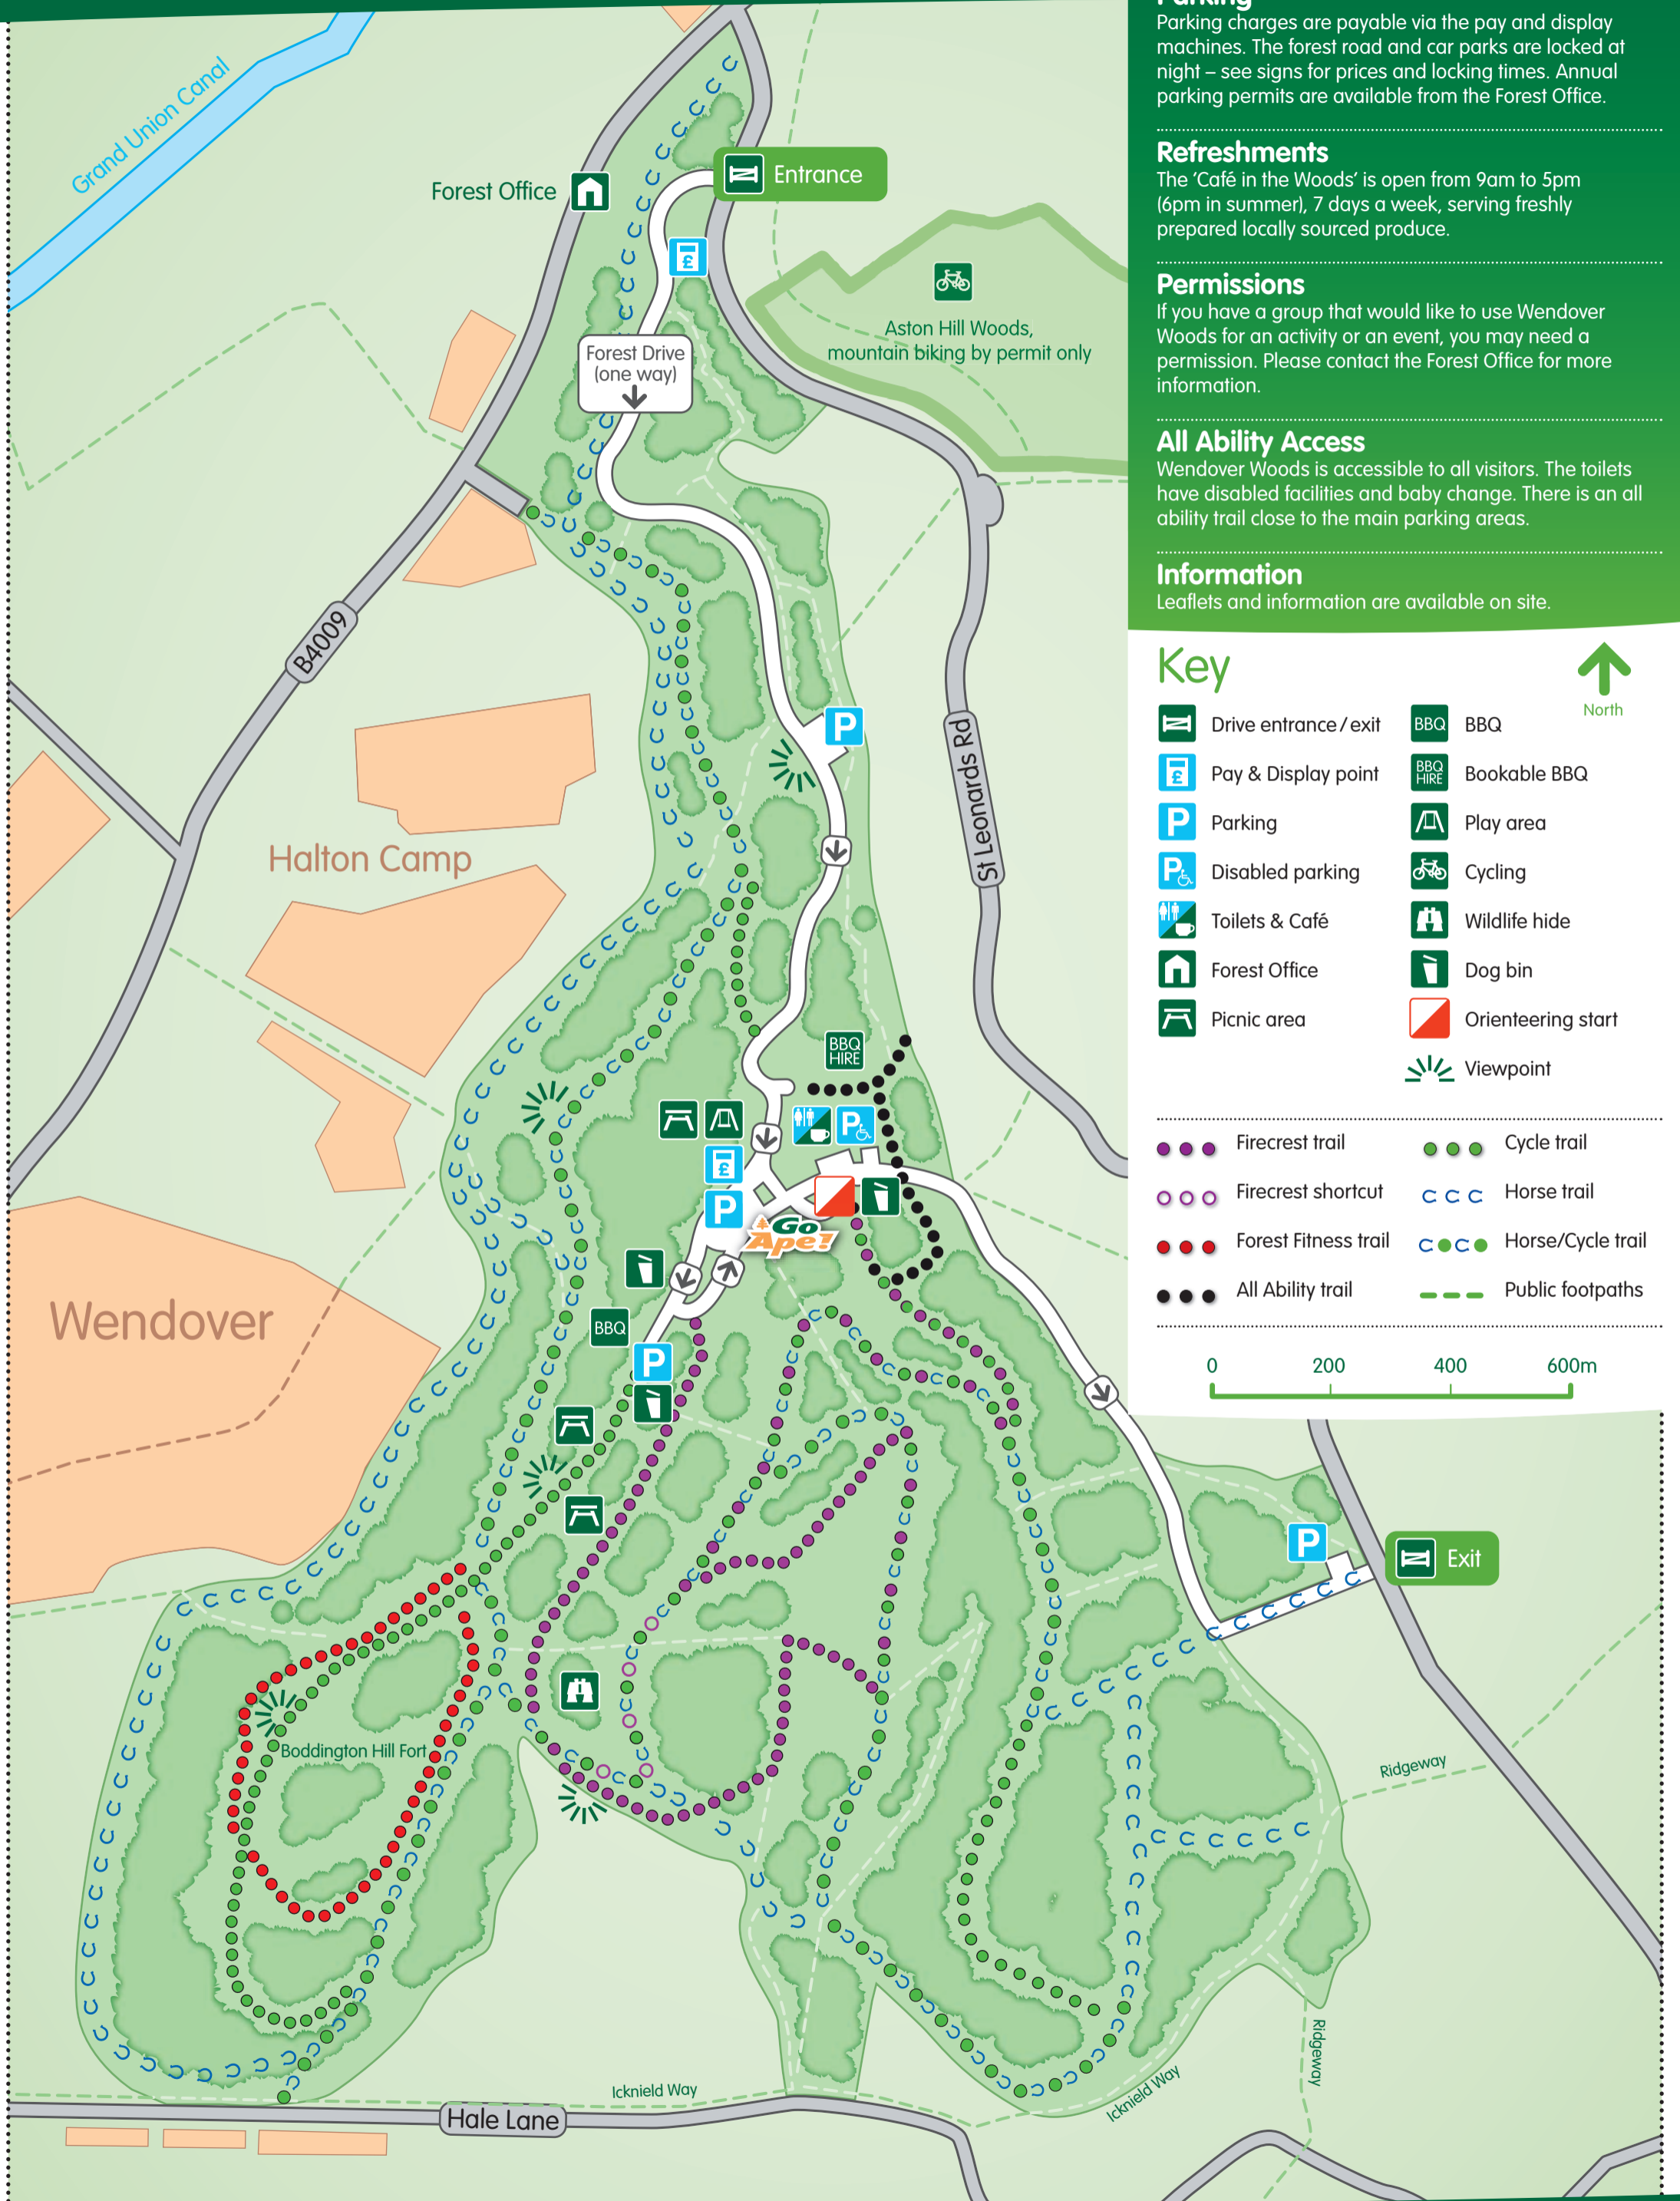 Parking
Parking charges are payable via the pay and display
machines. The forest road and car parks are locked at
night – see signs for prices and locking times. Annual
parking permits are available from the Forest Office.
Refreshments
The ‘Café in the Woods’ is open from 9am to 5pm
(6pm in summer), 7 days a week, serving freshly
prepared locally sourced produce.
Permissions
If you have a group that would like to use Wendover
Woods for an activity or an event, you may need a
permission. Please contact the Forest Office for more
information.
All Ability Access
Wendover Woods is accessible to all visitors. The toilets
have disabled facilities and baby change. There is an all
ability trail close to the main parking areas.
Information
Leaflets and information are available on site.
Key
North
Drive entrance/exit
BBQ
BBQ
£
Pay & Display point
BBQ
HIRE
Bookable BBQ
P
Parking
Play area
P
Disabled parking
Cycling
Toilets & Café
Wildlife hide
Forest Office
Dog bin
Picnic area
Orienteering start
Viewpoint
Firecrest trail
Cycle trail
Firecrest shortcut
Horse trail
Forest Fitness trail
Horse/Cycle trail
All Ability trail
Public footpaths
0
200
400
600m
Grand Union Canal
Forest Office
Entrance
£
Aston Hill Woods,
mountain biking by permit only
Forest Drive
(one way)
B4009
P
St Leonards Rd
Halton Camp
BBQ
HIRE
P
£
P
Go
Ape!
Wendover
BBQ
P
P
Exit
Boddington Hill Fort
Ridgeway
Ridgeway
Icknield Way
Icknield Way
Hale Lane